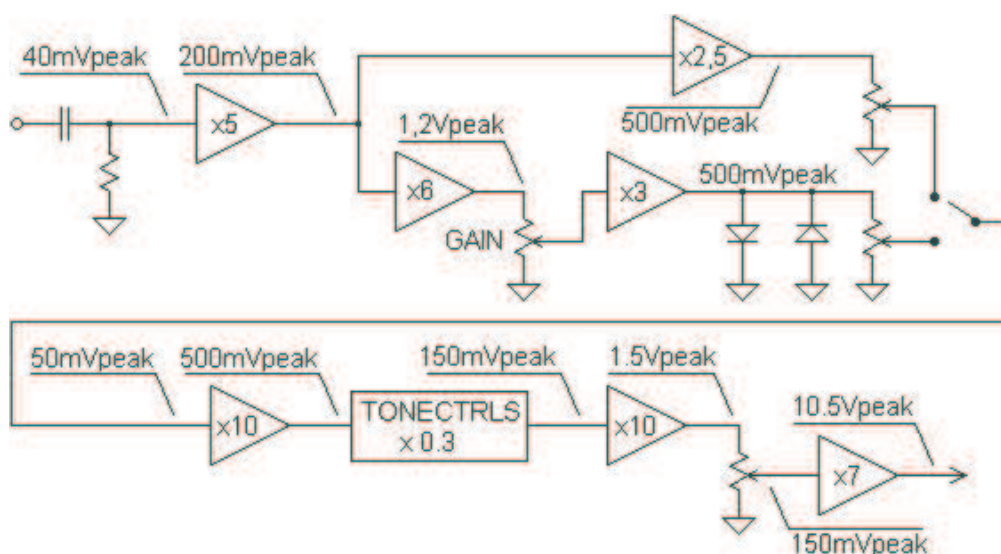 40mVpeak
200mVpeak
x2,5
x5
500mVpeak
1,2Vpeak
x6
x3
500mVpeak
GAIN
50mVpeak
500mVpeak
150mVpeak
1.5Vpeak
x10
TONECTRLS
x 0.3
x10
10.5Vpeak
x7
150mVpeak